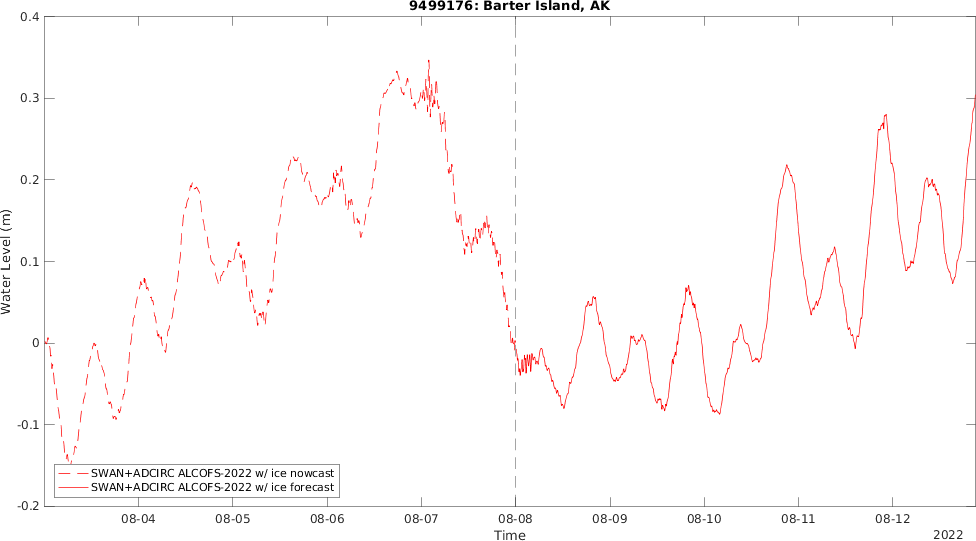 9499176: Barter Island, AK
0.4
0.3
0.2
0.1
0
-0.1
-0.2
Water Level (m)
SWAN+ADCIRC ALCOFS-2022 w/ ice nowcast
SWAN+ADCIRC ALCOFS-2022 w/ ice forecast
08-04 08-05 08-06 08-07 08-08 08-09 08-10 08-11 08-12
Time
2022